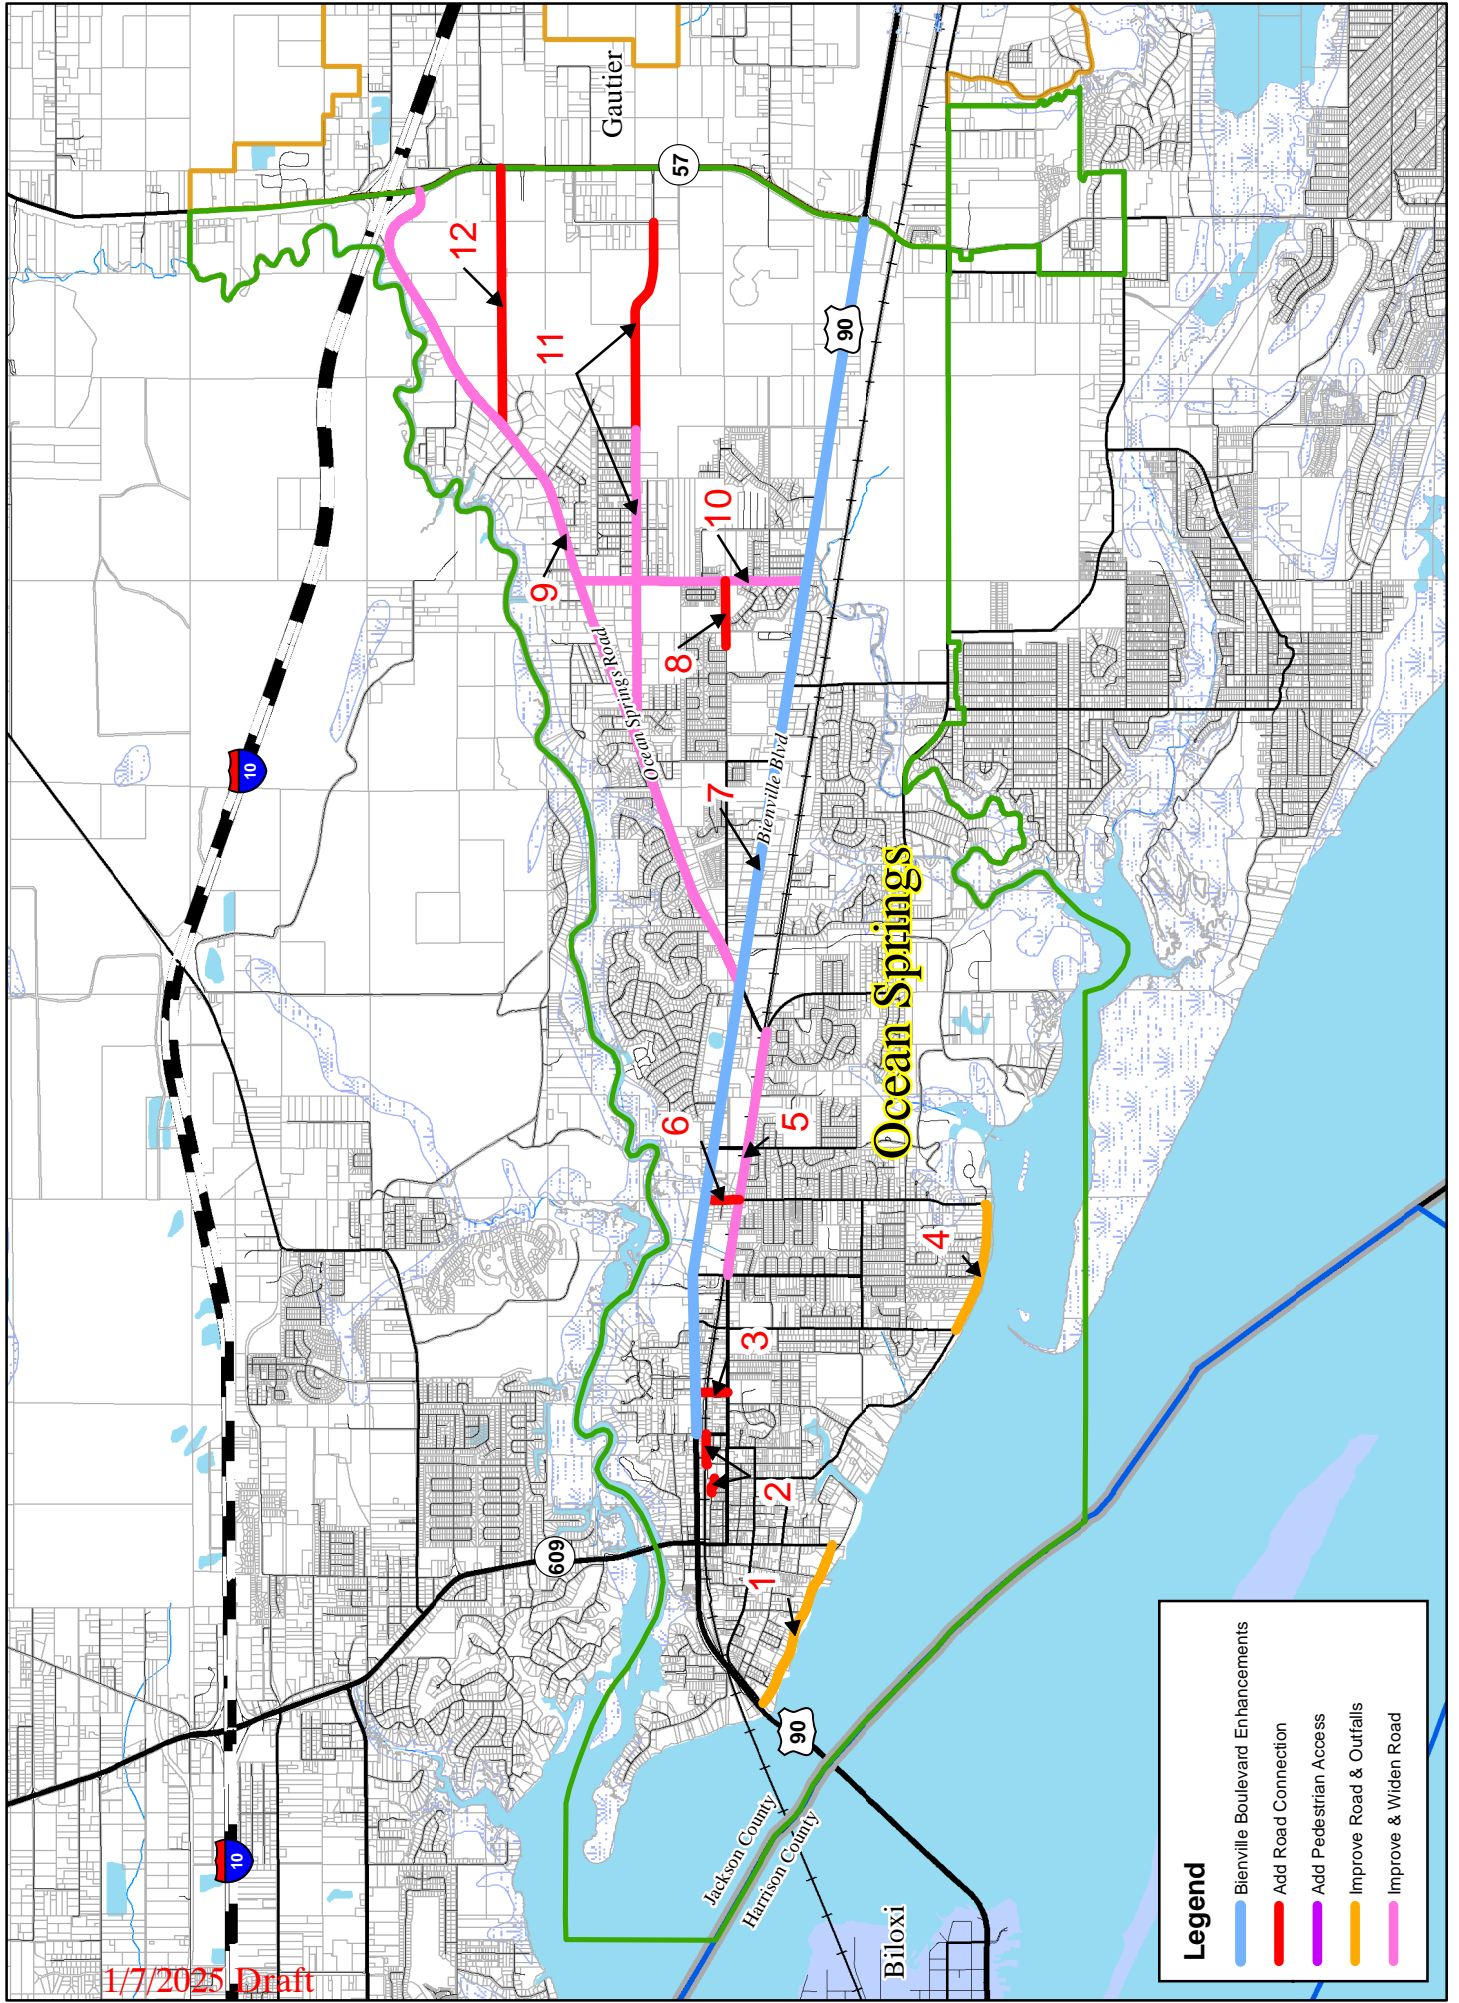 1/7/2025 Draft
10
10
Gautier
57
609
12
11
9
10
8
Ocean Springs Road
90
7
Bienville Blvd
6
5
Ocean Springs
3
4
2
1
90
Jackson County
Harrison County
Biloxi
Legend
Bienville Boulevard Enhancements
Add Road Connection
Add Pedestrian Access
Improve Road & Outfalls
Improve & Widen Road